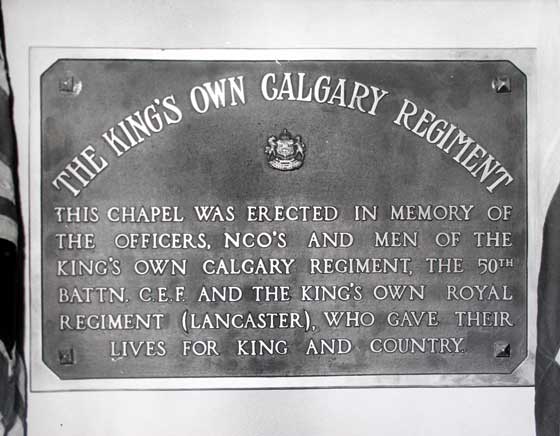 THE KING'S OWN CALGARY REGIMENT
THIS CHAPEL WAS ERECTED IN MEMORY OF
THE OFFICERS, NCO'S AND MEN OF THE
KING'S OWN CALGARY REGIMENT, THE 50TH
BATTN. C.E.F. AND THE KING'S OWN ROYAL
REGIMENT (LANCASTER), WHO GAVE THEIR
LIVES FOR KING AND COUNTRY.